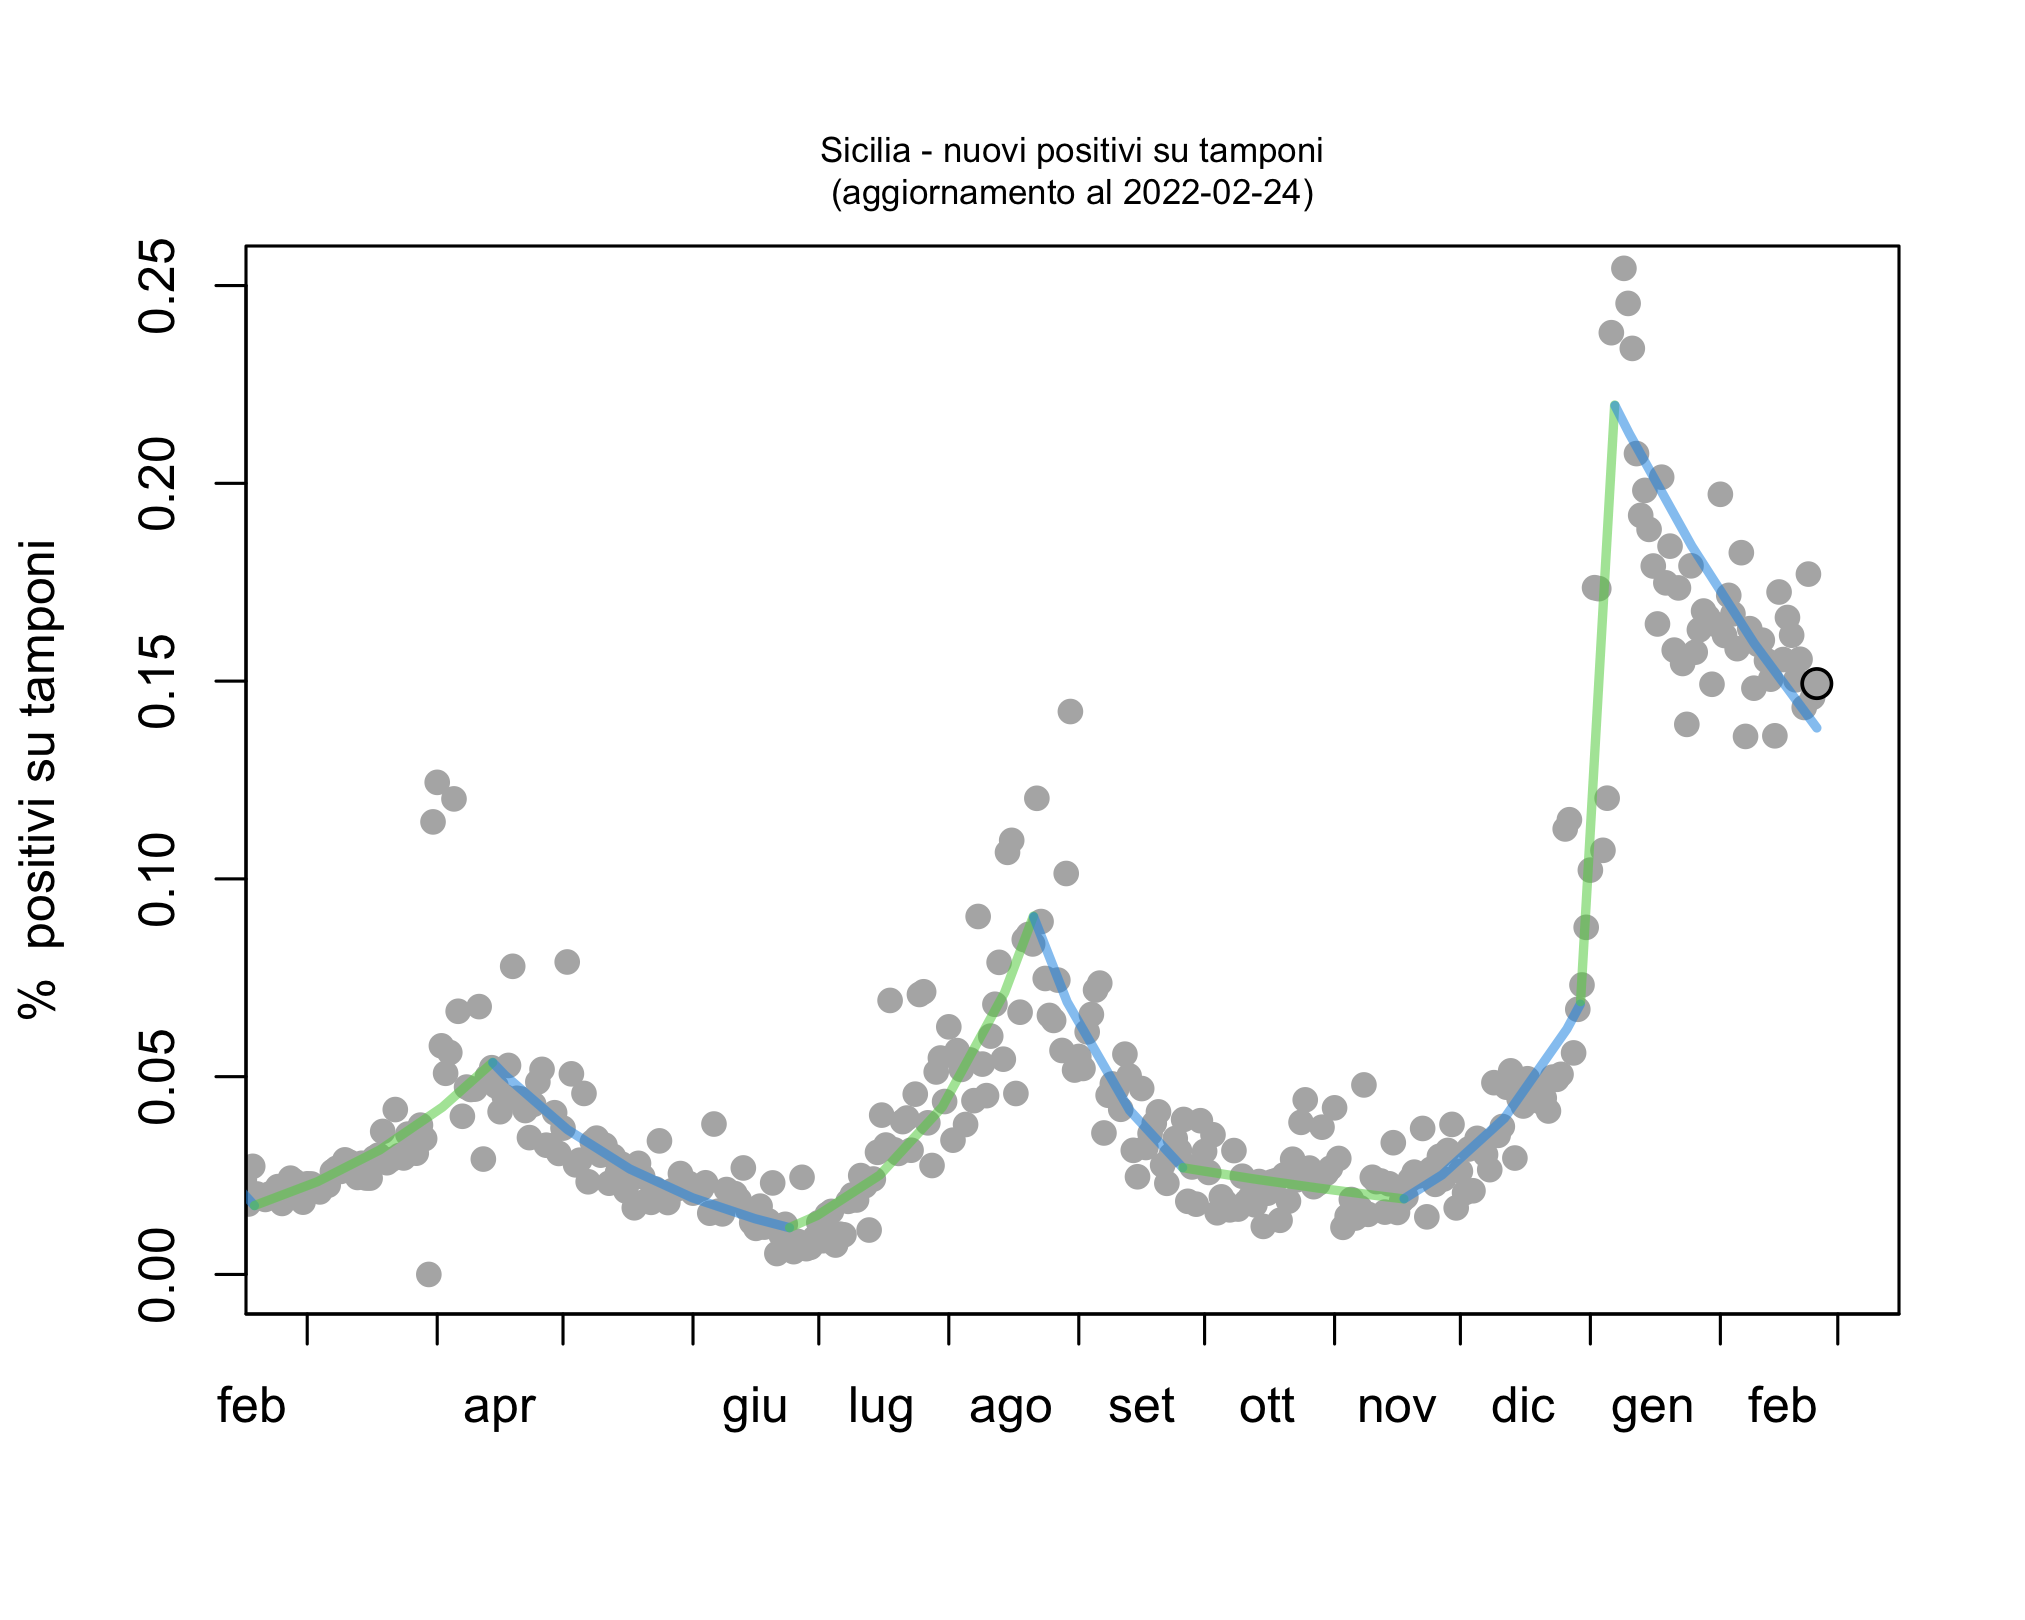 Sicilia - nuovi positivi su tamponi
(aggiornamento al 2022-02-24)
% positivi su tamponi
0.25
0.20
0.15
0.10
0.05
0.00
feb apr giu lug ago set ott nov dic gen feb